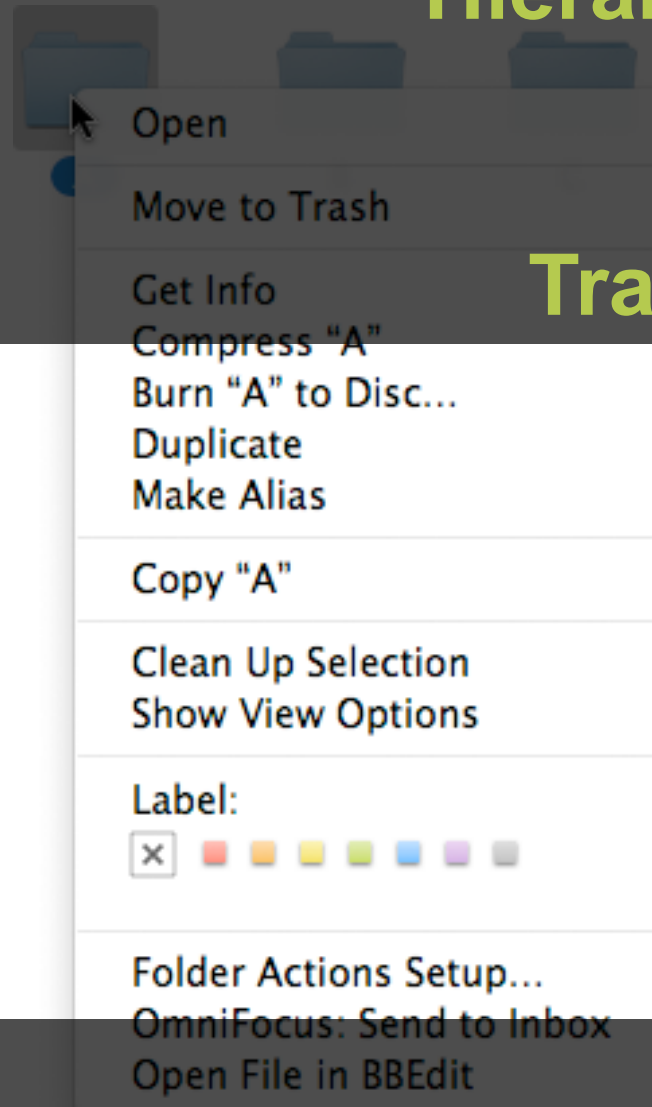 Open
Move to Trash
Get Info
Compress “A”
Burn “A” to Disc...
Duplicate
Make Alias
Copy “A”
Clean Up Selection
Show View Options
Label:
Folder Actions Setup...
OmniFocus: Send to Inbox
Open File in BBEdit